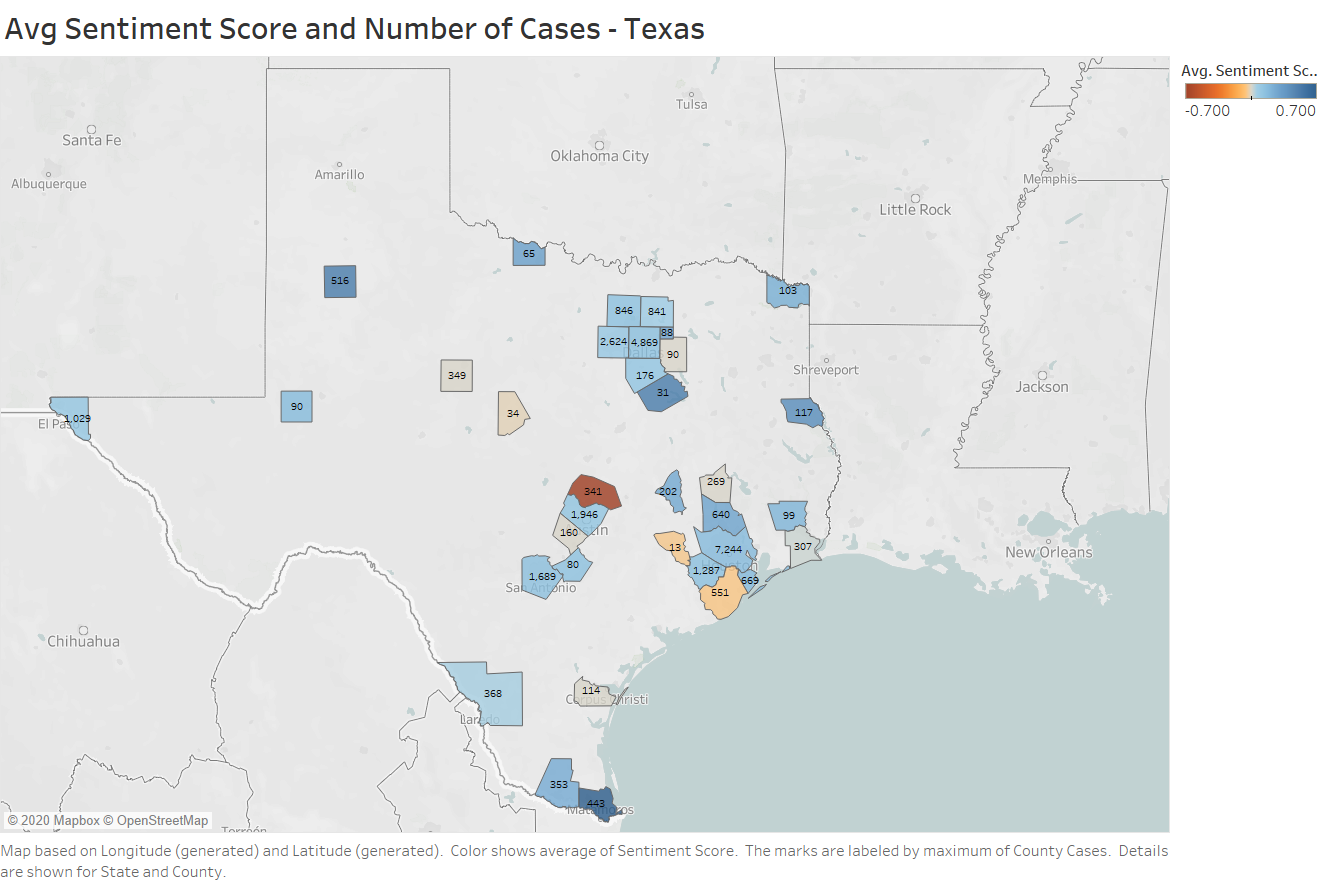 Avg Sentiment Score and Number of Cases - Texas
Avg. Sentiment Sc..
-0.700 0.700
Tulsa
Santa Fe
Oklahoma City
Amarillo
Albuquerque
Memphis
Little Rock
65
516
103
846 841
88
2,624 4,869
Dallas
90
349
176
Shreveport
Jackson
31
90
34
117
1,029
El Paso
341
202
269
1,946
640
99
160
13
307
7,244
New Orleans
80
1,287
1,689
669
San Antonio
551
Chihuahua
368
114
Corpus Christi
Laredo
353
443
Matamoros
© 2020 Mapbox © OpenStreetMap
Torreón
Map based on Longitude (generated) and Latitude (generated). Color shows average of Sentiment Score. The marks are labeled by maximum of County Cases. Details
are shown for State and County.